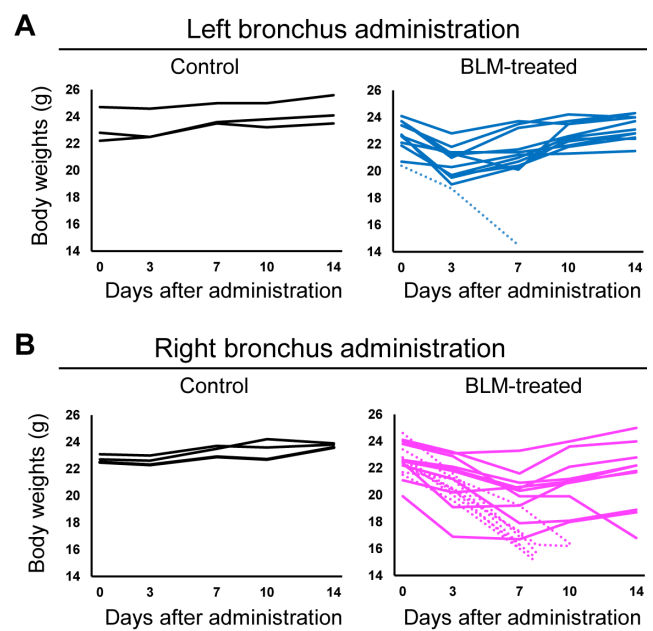 A Left bronchus administration
Control BLM-treated
Body weights (g)
26
24
22
20
18
16
14
0 3 7 10 14
Days after administration
26
24
22
20
18
16
14
0 3 7 10 14
Days after administration
B Right bronchus administration
Control BLM-treated
Body weights (g)
26
24
22
20
18
16
14
0 3 7 10 14
Days after administration
26
24
22
20
18
16
14
0 3 7 10 14
Days after administration